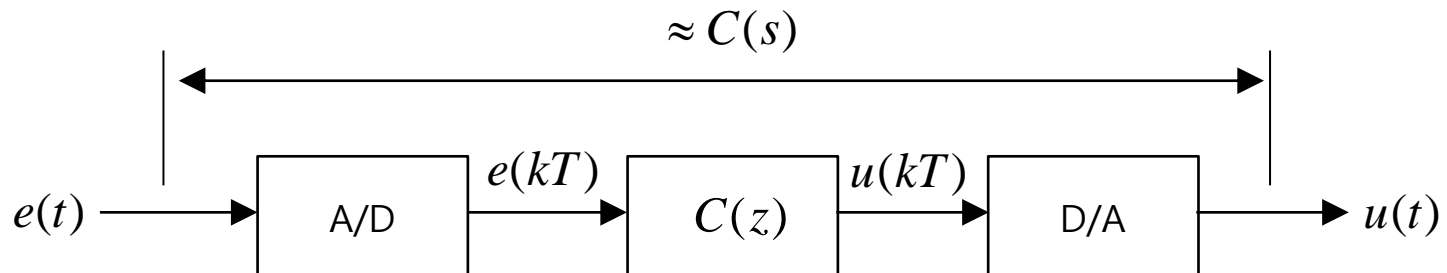 ≈ C(s)
e(kT) u(kT)
e(t) A/D C(z) D/A u(t)